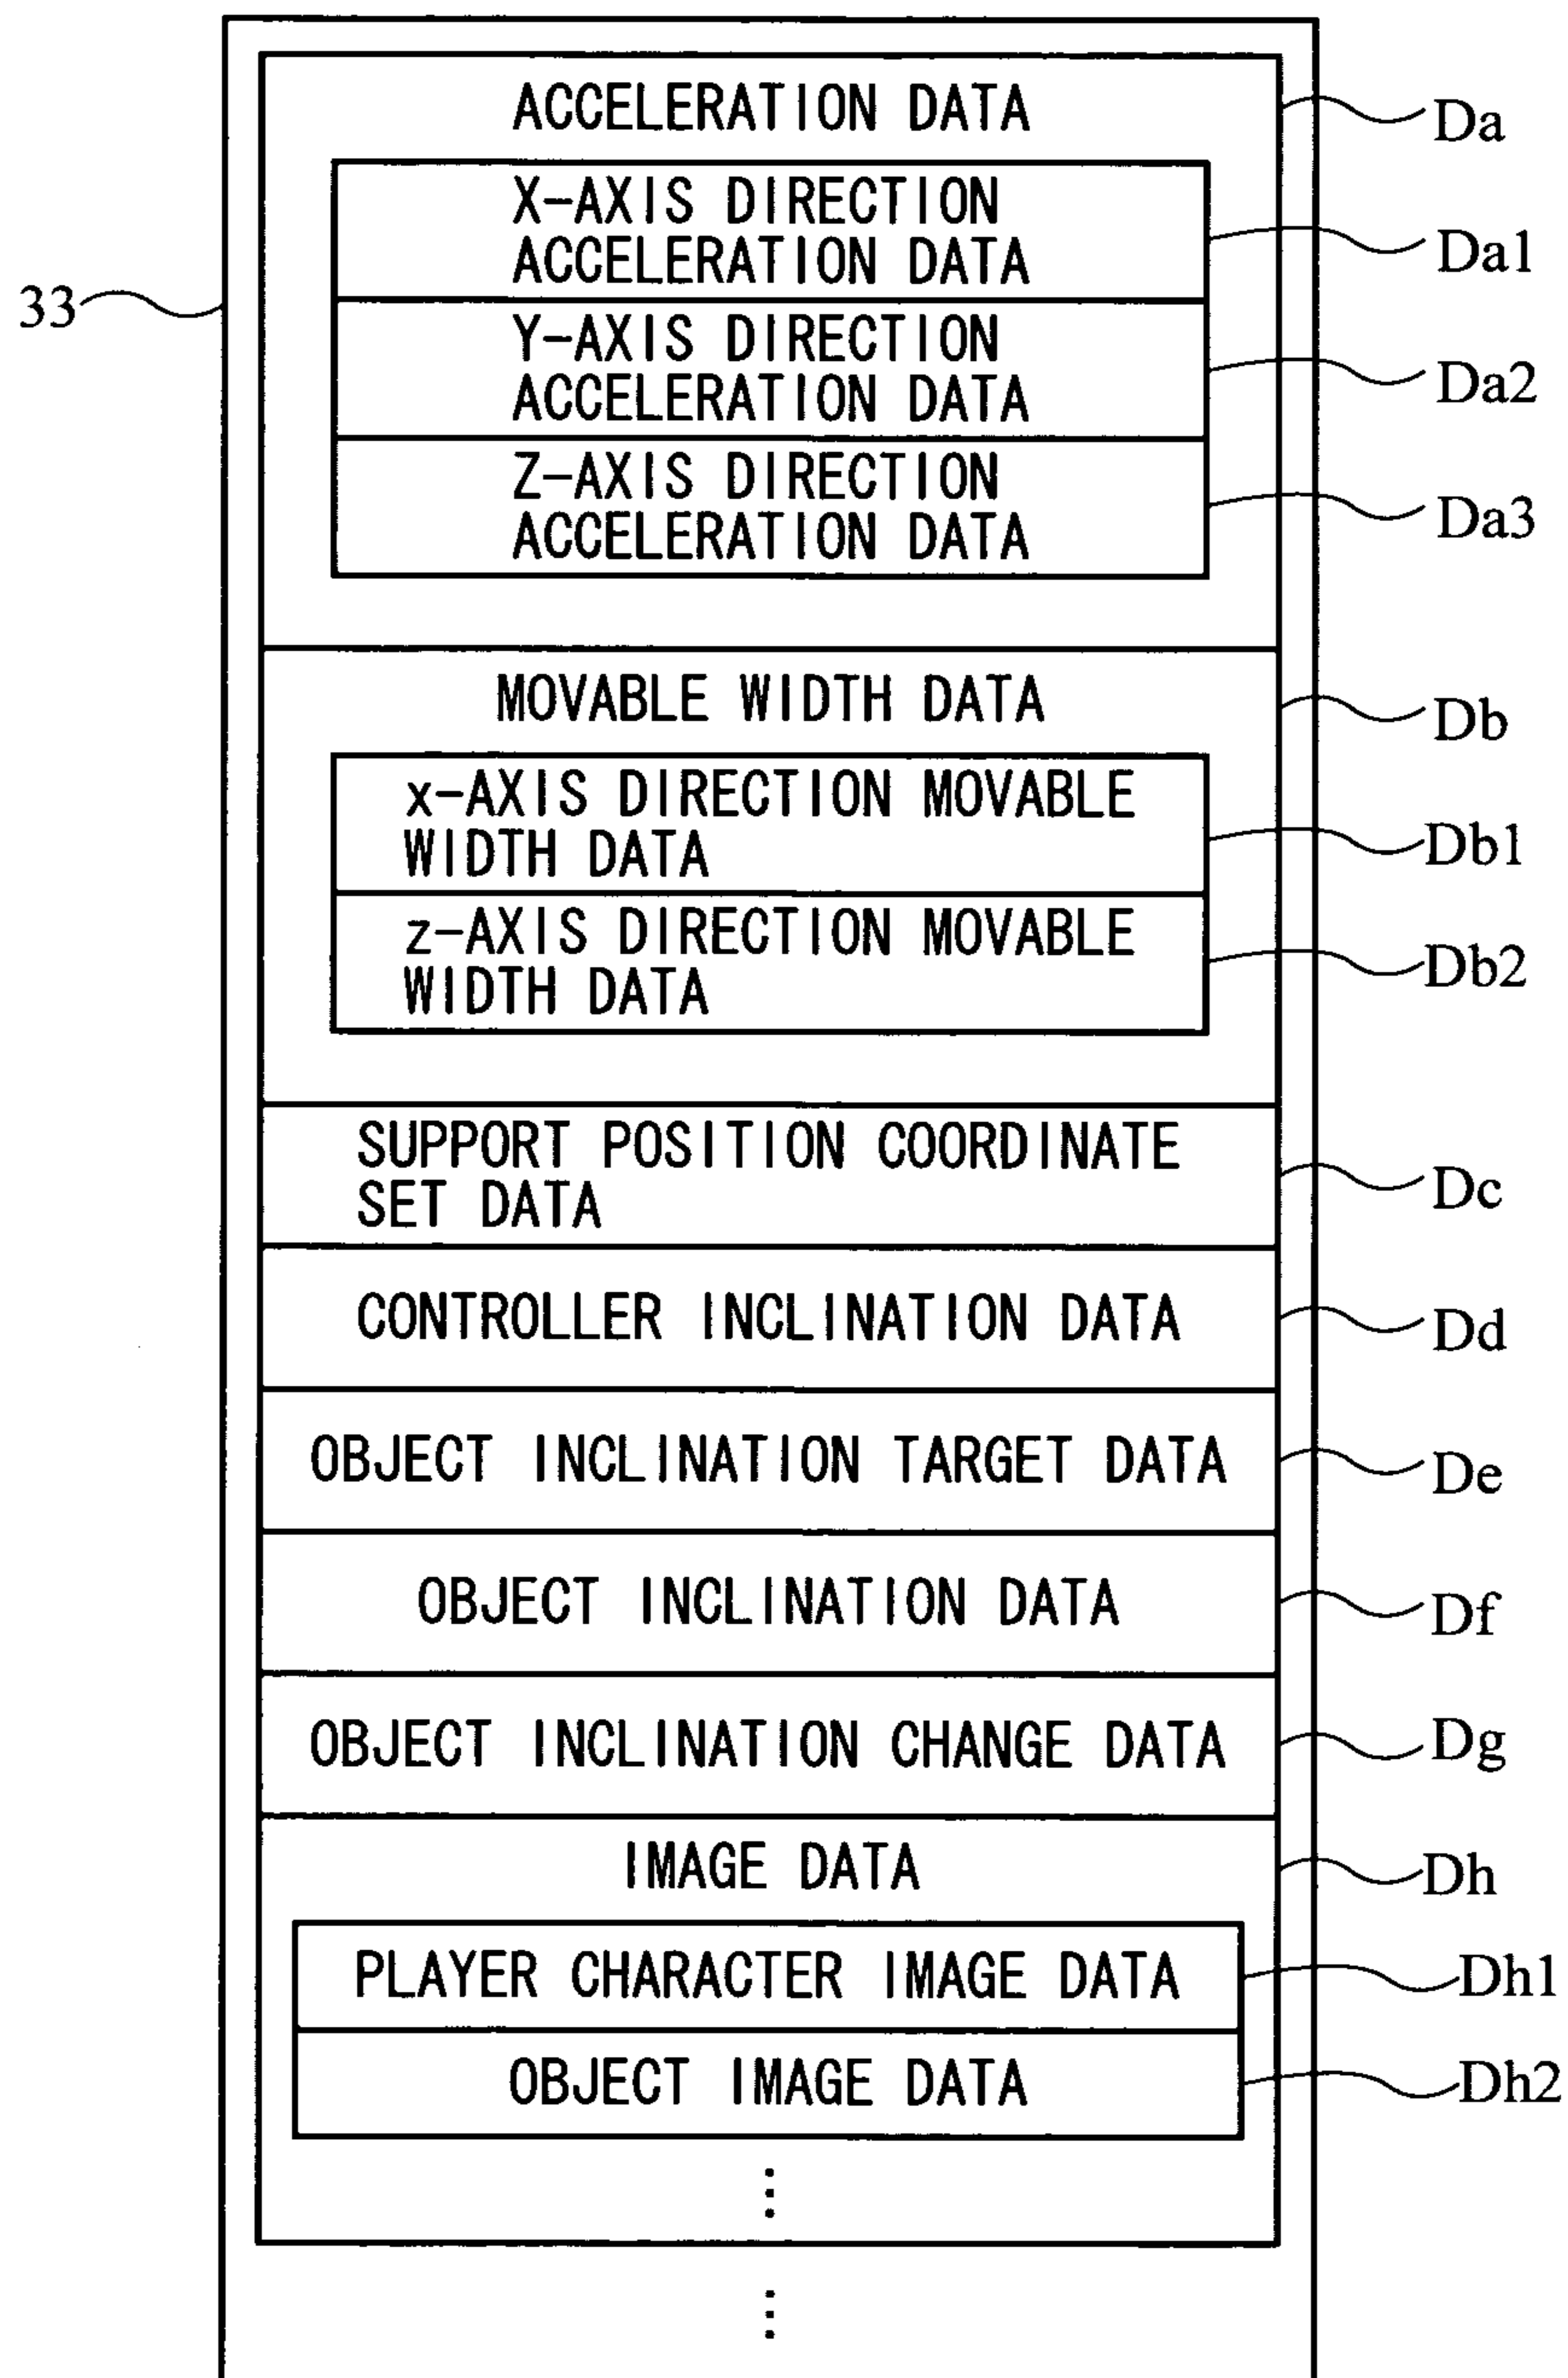 ACCELERATION DATA
Da
X-AXIS DIRECTION
ACCELERATION DATA
Da1
33
Y-AXIS DIRECTION
ACCELERATION DATA
Da2
Z-AXIS DIRECTION
ACCELERATION DATA
Da3
MOVABLE WIDTH DATA
Db
x-AXIS DIRECTION MOVABLE
WIDTH DATA
Db1
z-AXIS DIRECTION MOVABLE
WIDTH DATA
Db2
SUPPORT POSITION COORDINATE
SET DATA
Dc
CONTROLLER INCLINATION DATA
Dd
OBJECT INCLINATION TARGET DATA
De
OBJECT INCLINATION DATA
Df
OBJECT INCLINATION CHANGE DATA
Dg
IMAGE DATA
Dh
PLAYER CHARACTER IMAGE DATA
Dh1
OBJECT IMAGE DATA
Dh2